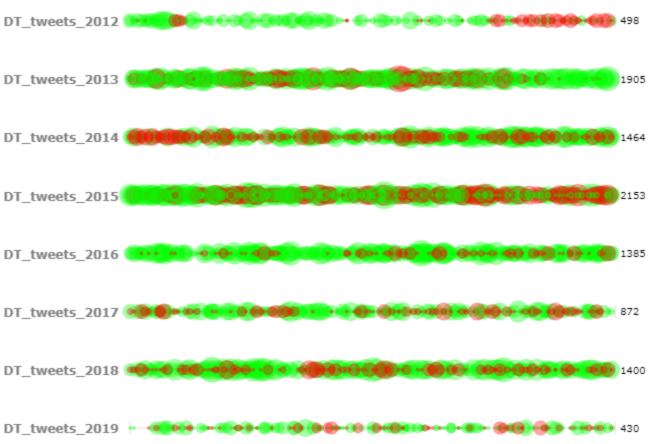 DT_tweets_2012 498
DT_tweets_2013 1905
DT_tweets_2014 1464
DT_tweets_2015 2153
DT_tweets_2016 1385
DT_tweets_2017 872
DT_tweets_2018 1400
DT_tweets_2019 430